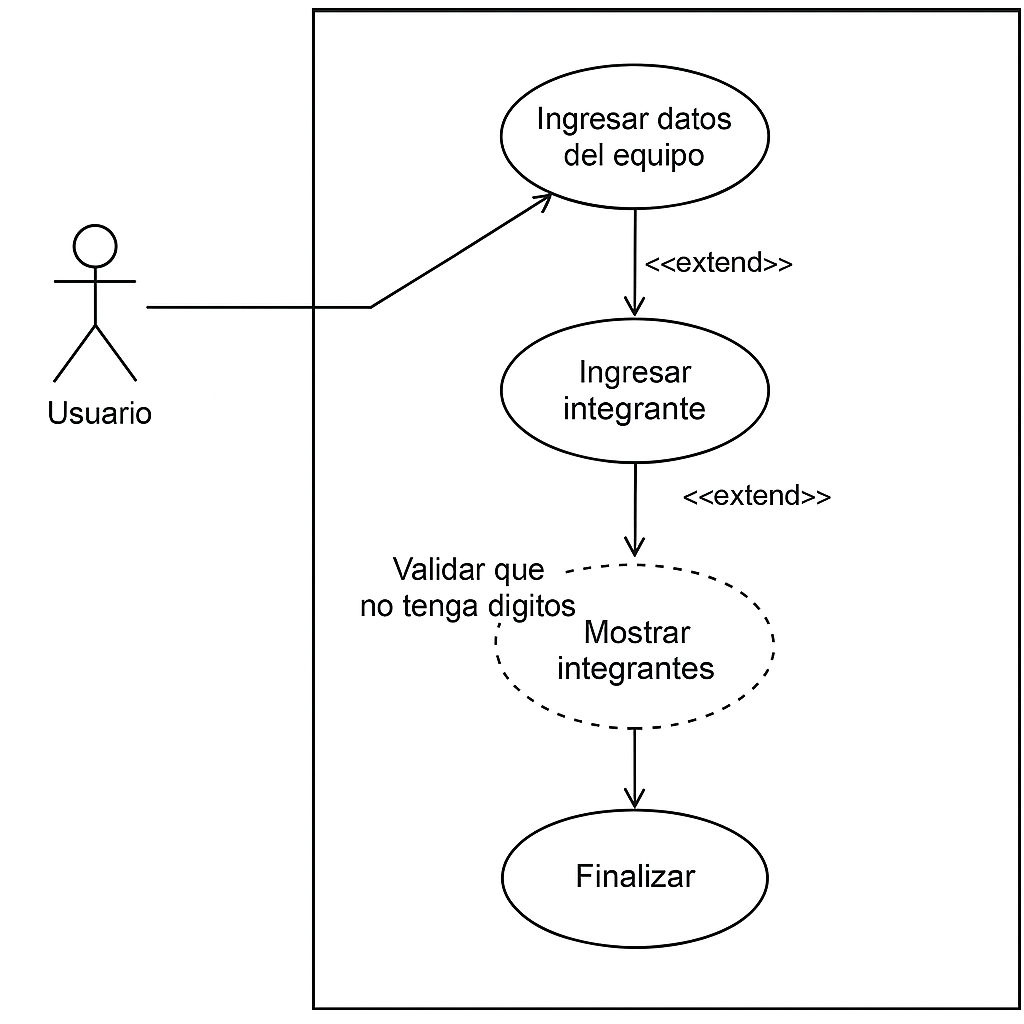 Ingresar datos
del equipo
<<extend>>
Usuario
Ingresar
integrante
<<extend>>
Validar que
no tenga digitos
Mostrar
integrantes
Finalizar